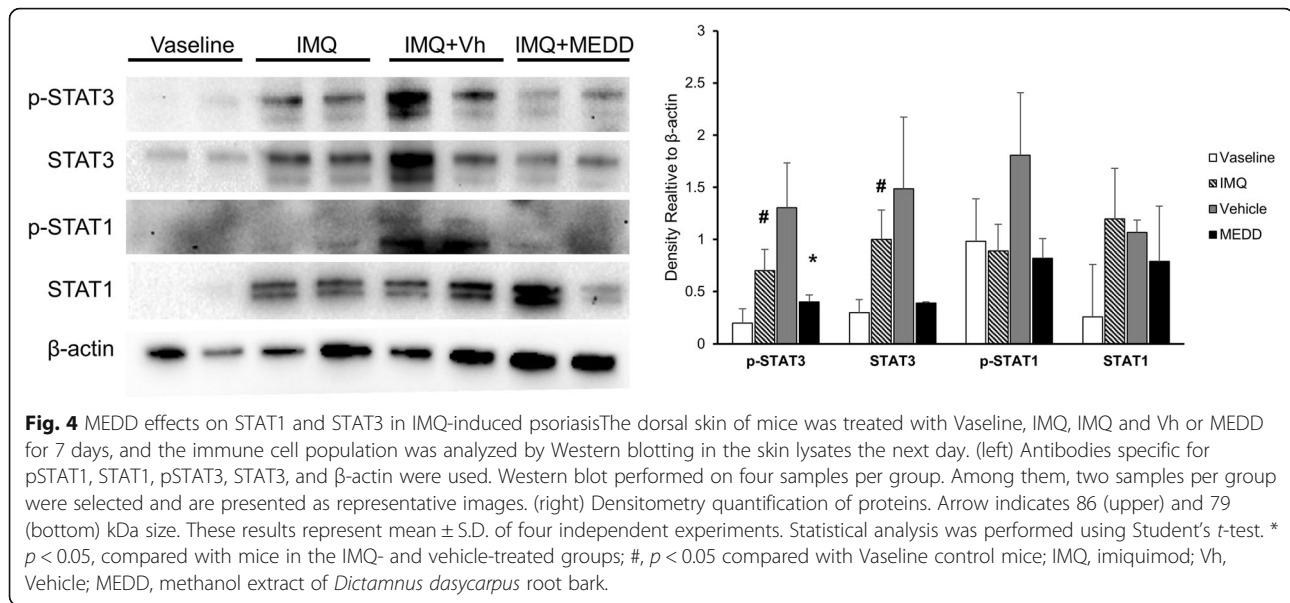 Vaseline IMQ IMQ+Vh IMQ+MEDD
p-STAT3
STAT3
p-STAT1
STAT1
β-actin
Density Realtive to β-actin
3
2.5
2
1.5
1
0.5
0
#
*
#
p-STAT3 STAT3 p-STAT1 STAT1
Vaseline
IMQ
Vehicle
MEDD
Fig. 4 MEDD effects on STAT1 and STAT3 in IMQ-induced psoriasisThe dorsal skin of mice was treated with Vaseline, IMQ, IMQ and Vh or MEDD
for 7 days, and the immune cell population was analyzed by Western blotting in the skin lysates the next day. (left) Antibodies specific for
pSTAT1, STAT1, pSTAT3, STAT3, and β-actin were used. Western blot performed on four samples per group. Among them, two samples per group
were selected and are presented as representative images. (right) Densitometry quantification of proteins. Arrow indicates 86 (upper) and 79
(bottom) kDa size. These results represent mean ± S.D. of four independent experiments. Statistical analysis was performed using Student's t-test. *
p < 0.05, compared with mice in the IMQ- and vehicle-treated groups; #, p < 0.05 compared with Vaseline control mice; IMQ, imiquimod; Vh,
Vehicle; MEDD, methanol extract of Dictamnus dasycarpus root bark.